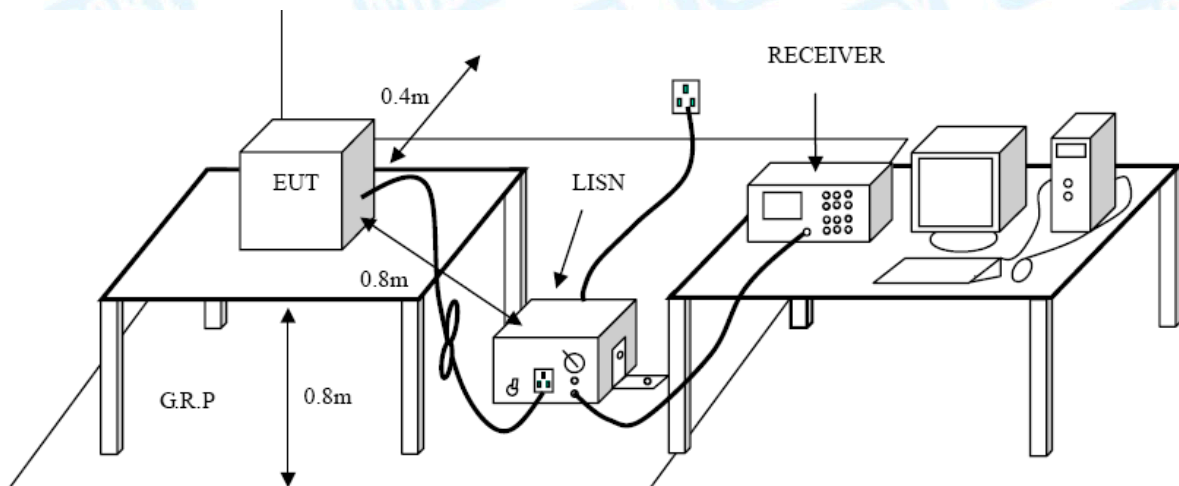 RECEIVER
0.4m
EUT
LISN
0.8m
G.R.P
0.8m